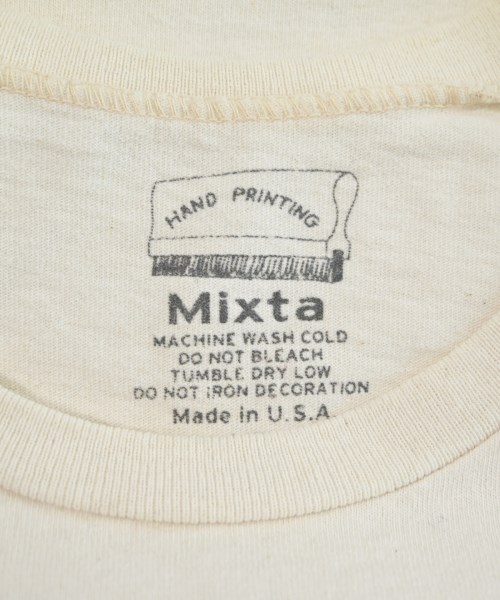 HAND PRINTING
Mixta
MACHINE WASH COLD
DO NOT BLEACH
TUMBLE DRY LOW
DO NOT IRON DECORATION
Made in U.S.A